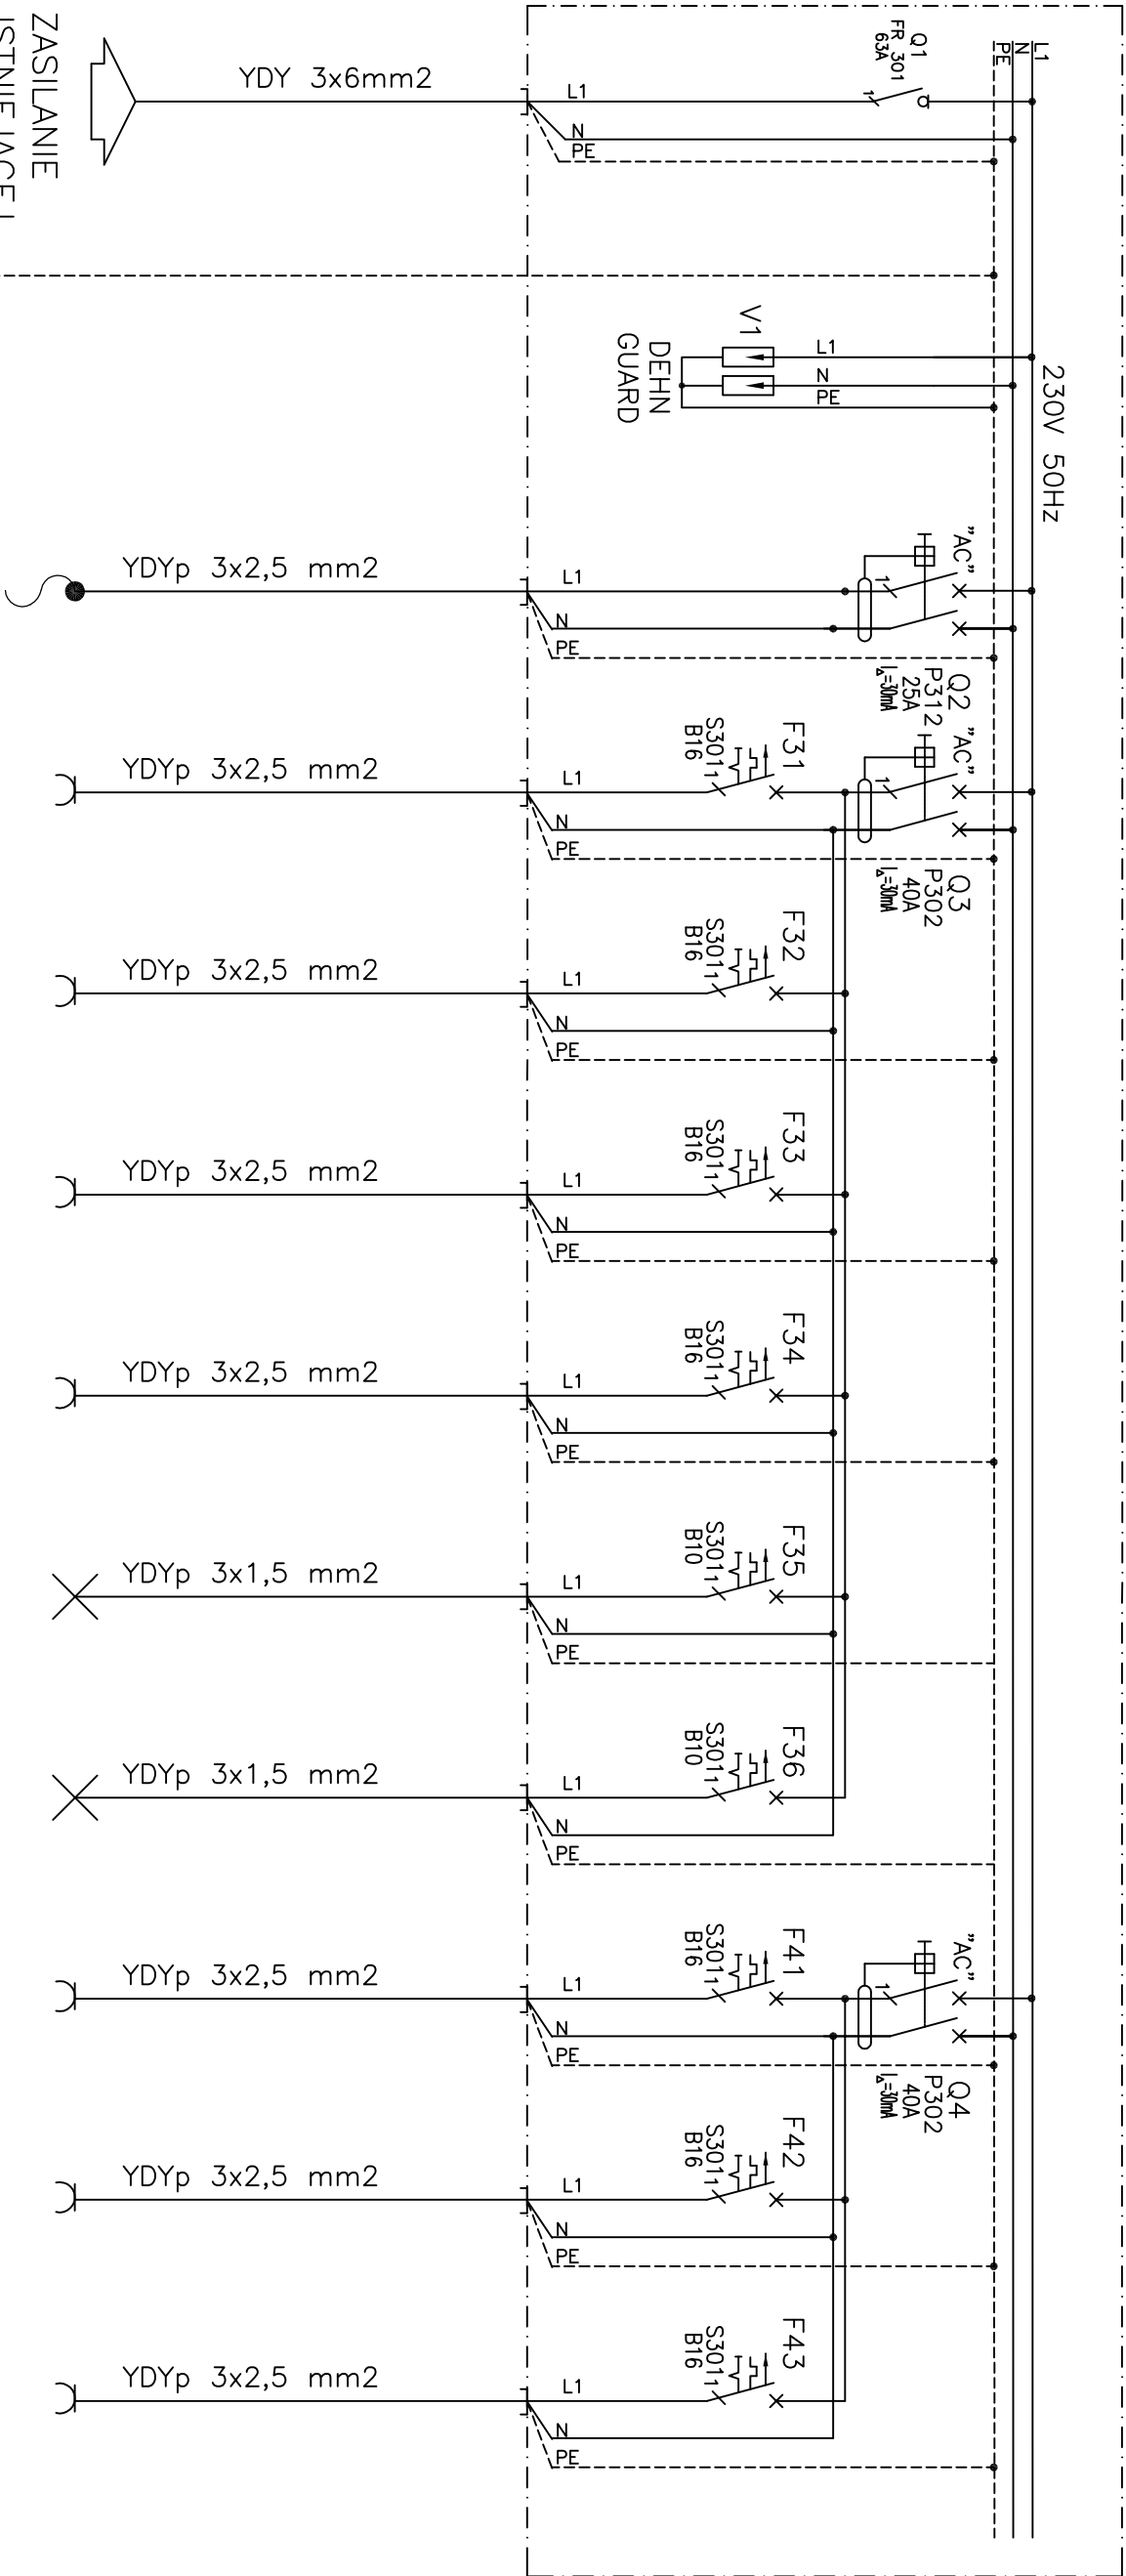 L1
N
PE
230V 50Hz
Q1
FR 301
63A
L1
N
PE
YDY 3x6mm2
ZASILANIE
V1
L1
N
PE
DEHN
GUARD
"AC"
Q2
P312
25A
I△=30mA
L1
N
PE
YDYp 3x2,5 mm2
"AC"
Q3
P302
40A
I△=30mA
F31
S301
B16
L1
N
PE
YDYp 3x2,5 mm2
F32
S301
B16
L1
N
PE
YDYp 3x2,5 mm2
F33
S301
B16
L1
N
PE
YDYp 3x2,5 mm2
F34
S301
B16
L1
N
PE
YDYp 3x2,5 mm2
F35
S301
B10
L1
N
PE
YDYp 3x1,5 mm2
F36
S301
B10
L1
N
PE
YDYp 3x1,5 mm2
"AC"
Q4
P302
40A
I△=30mA
F41
S301
B16
L1
N
PE
YDYp 3x2,5 mm2
F42
S301
B16
L1
N
PE
YDYp 3x2,5 mm2
F43
S301
B16
L1
N
PE
YDYp 3x2,5 mm2